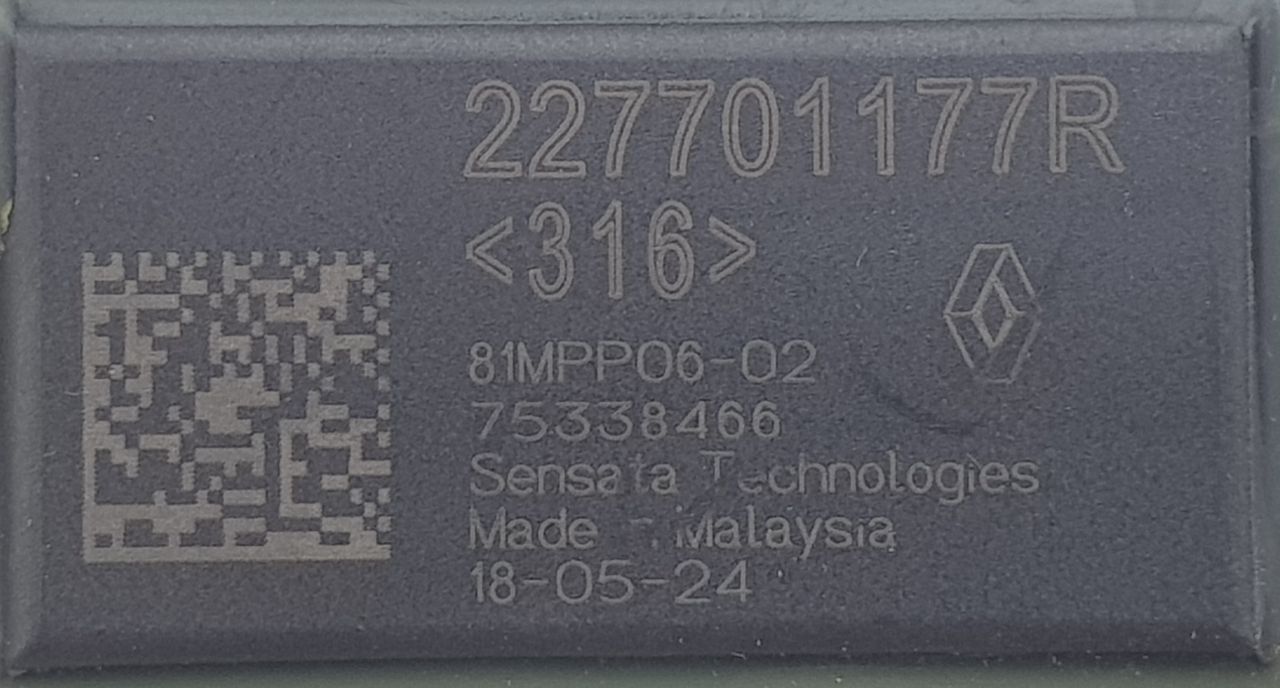 227701177R
<316>
81MPP06-02
75338466
Sensata Technologies
Made Malaysia
18-05-24